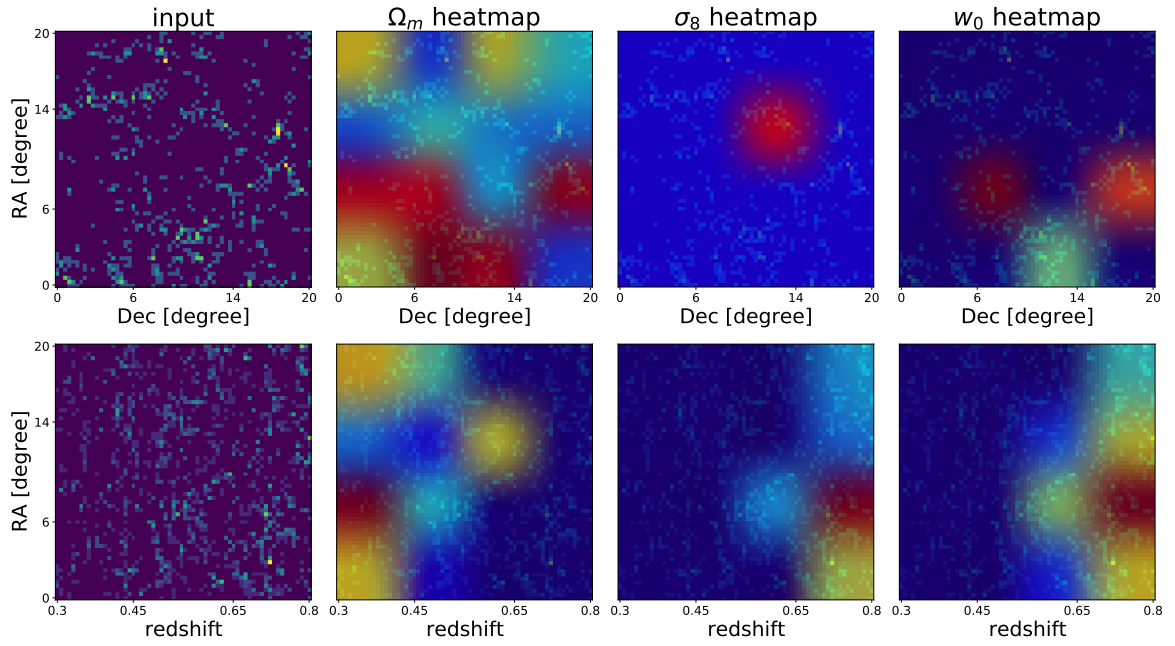 input
Ωₘ heatmap
σ₈ heatmap
w₀ heatmap
RA [degree]
20
14
6
0
0 6 14 20
0 6 14 20
0 6 14 20
0 6 14 20
Dec [degree]
Dec [degree]
Dec [degree]
Dec [degree]
RA [degree]
20
14
6
0
0.3 0.45 0.65 0.8
0.3 0.45 0.65 0.8
0.3 0.45 0.65 0.8
0.3 0.45 0.65 0.8
redshift
redshift
redshift
redshift